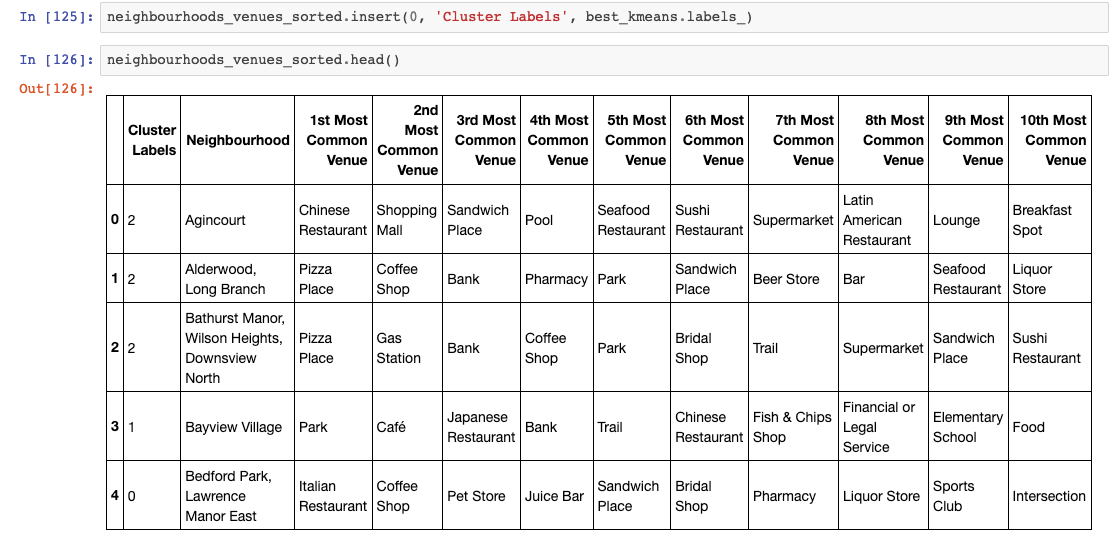 In [125]: neighbourhoods_venues_sorted.insert(0, 'Cluster Labels', best_kmeans.labels_)
In [126]: neighbourhoods_venues_sorted.head()
Out[126]:
Cluster
Labels
Neighbourhood
1st Most
Common
Venue
2nd
Most
Common
Venue
3rd Most
Common
Venue
4th Most
Common
Venue
5th Most
Common
Venue
6th Most
Common
Venue
7th Most
Common
Venue
8th Most
Common
Venue
9th Most
Common
Venue
10th Most
Common
Venue
0
2
Agincourt
Chinese
Restaurant
Shopping
Mall
Sandwich
Place
Pool
Seafood
Restaurant
Sushi
Restaurant
Supermarket
Latin
American
Restaurant
Lounge
Breakfast
Spot
1
2
Alderwood,
Long Branch
Pizza
Place
Coffee
Shop
Bank
Pharmacy
Park
Sandwich
Place
Beer Store
Bar
Seafood
Restaurant
Liquor
Store
2
2
Bathurst Manor,
Wilson Heights,
Downsview
North
Pizza
Place
Gas
Station
Bank
Coffee
Shop
Park
Bridal
Shop
Trail
Supermarket
Sandwich
Place
Sushi
Restaurant
3
1
Bayview Village
Park
Café
Japanese
Restaurant
Bank
Trail
Chinese
Restaurant
Fish & Chips
Shop
Financial or
Legal
Service
Elementary
School
Food
4
0
Bedford Park,
Lawrence
Manor East
Italian
Restaurant
Coffee
Shop
Pet Store
Juice Bar
Sandwich
Place
Bridal
Shop
Pharmacy
Liquor Store
Sports
Club
Intersection